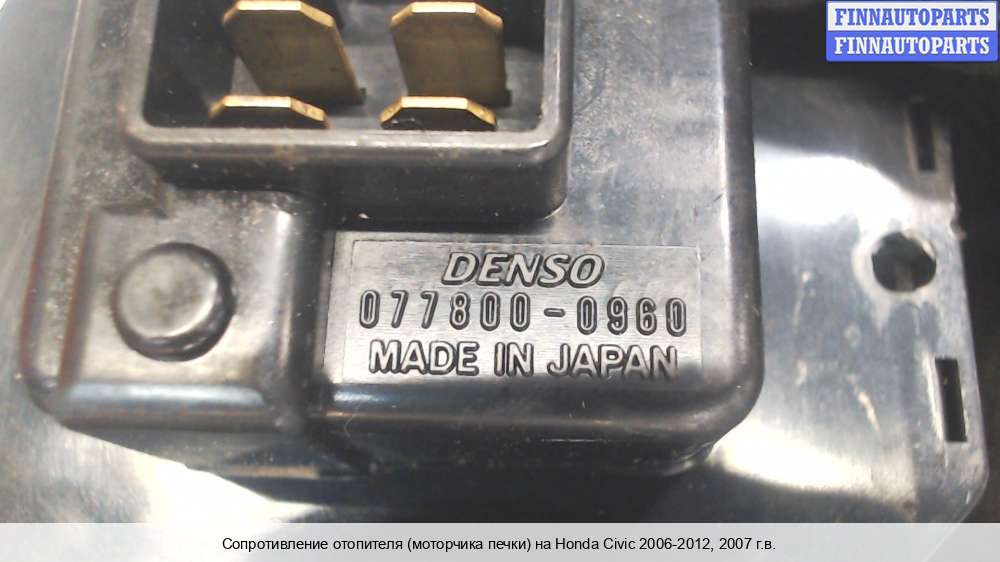 FINNAUTOPARTS
FINNAUTOPARTS
DENSO
077800-0960
MADE IN JAPAN
Сопротивление отопителя (моторчика печки) на Honda Civic 2006-2012, 2007 г.в.